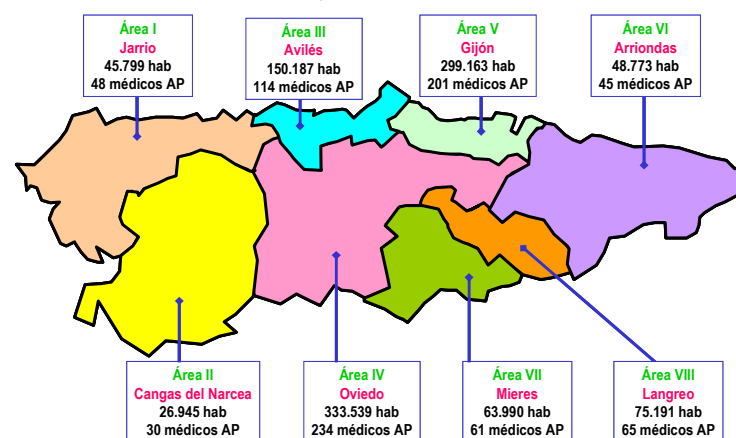 Área I
Jarrio
45.799 hab
48 médicos AP
Área III
Avilés
150.187 hab
114 médicos AP
Área V
Gijón
299.163 hab
201 médicos AP
Área VI
Arriondas
48.773 hab
45 médicos AP
Área II
Cangas del Narcea
26.945 hab
30 médicos AP
Área IV
Oviedo
333.539 hab
234 médicos AP
Área VII
Mieres
63.990 hab
61 médicos AP
Área VIII
Langreo
75.191 hab
65 médicos AP